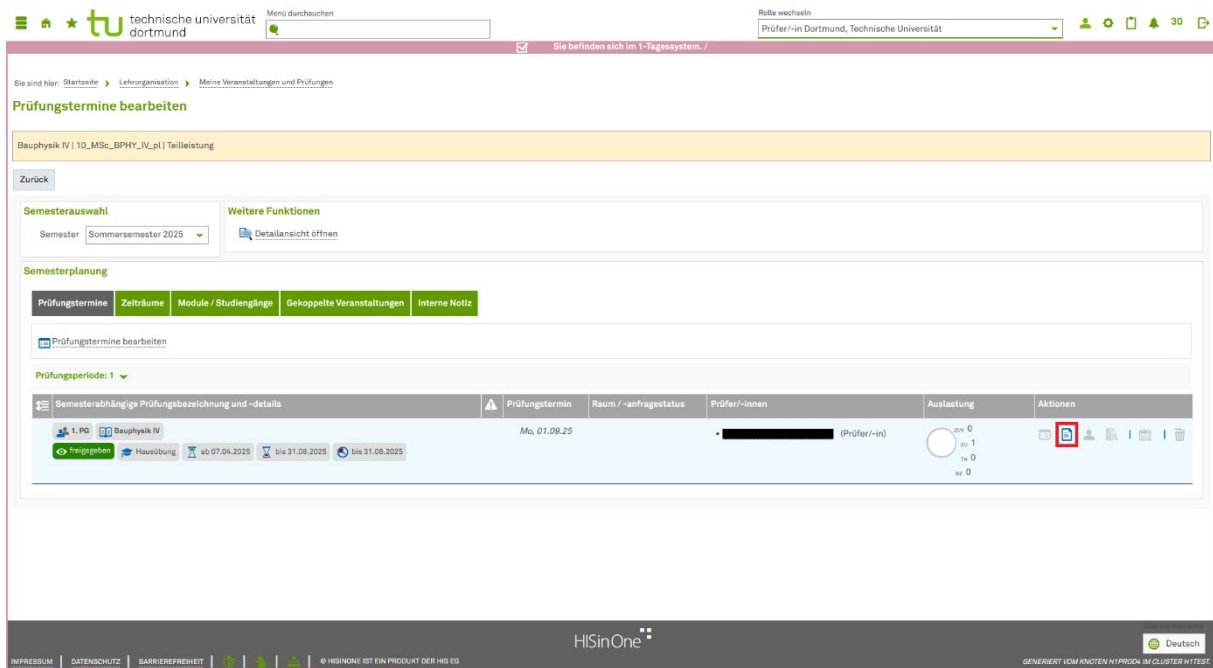 technische universität
dortmund
Menü durchsuchen
Rolle wechseln
Prüfer/-in Dortmund, Technische Universität
30
Sie befinden sich im 1-Tagessystem. /
Sie sind hier: Startseite Lehrorganisation Meine Veranstaltungen und Prüfungen
Prüfungstermine bearbeiten
Bauphysik IV | 10_MSc_BPHY_IV_pl | Teilleistung
Zurück
Semesterauswahl
Semester Sommersemester 2025
Weitere Funktionen
Detailansicht öffnen
Semesterplanung
Prüfungstermine Zeiträume Module / Studiengänge Gekoppelte Veranstaltungen Interne Notiz
Prüfungstermine bearbeiten
Prüfungsperiode: 1
Semesterabhängige Prüfungsbezeichnung und -details Prüfungstermin Raum / -anfragestatus Prüfer/-innen Auslastung Aktionen
1. PG Bauphysik IV Mo, 01.09.25 (Prüfer/-in) ZUV 0
freigegeben Hausübung ab 07.04.2025 bis 31.08.2025 bis 31.08.2025 ZU 1
TN 0
0
HISinOne
Deutsch
IMPRESSUM | DATENSCHUTZ | BARRIEREFREIHEIT | © HISINONE IST EIN PRODUKT DER HIS EG
GENERIERT VOM KNOTEN H1PROD4 IM CLUSTER H1TEST.